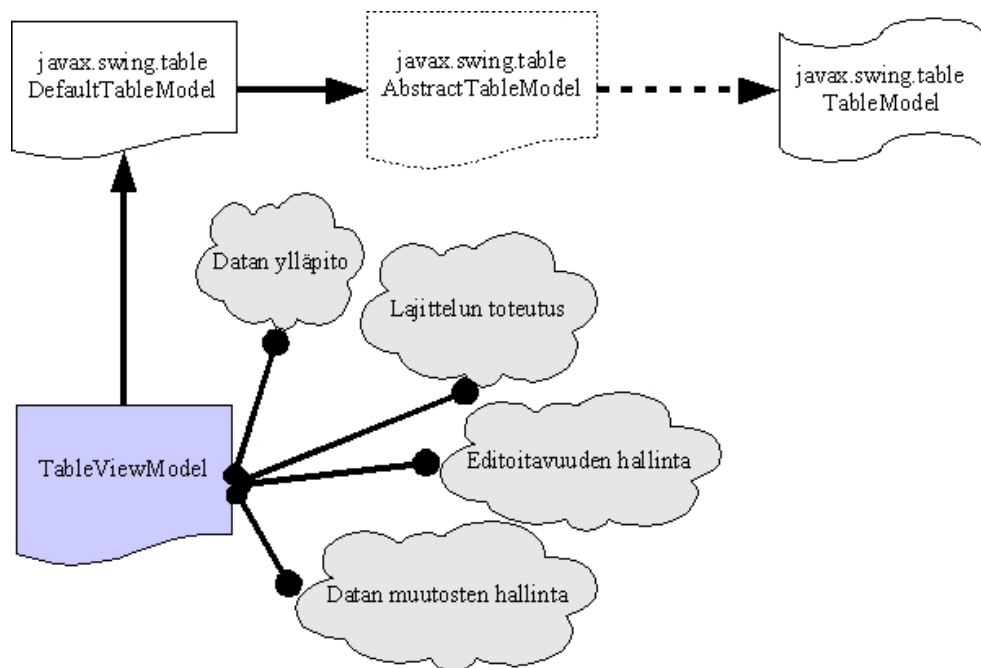 javax.swing.table
DefaultTableModel
javax.swing.table
AbstractTableModel
javax.swing.table
TableModel
Datan ylläpito
Lajittelun toteutus
TableViewModel
Editoitavuuden hallinta
Datan muutosten hallinta